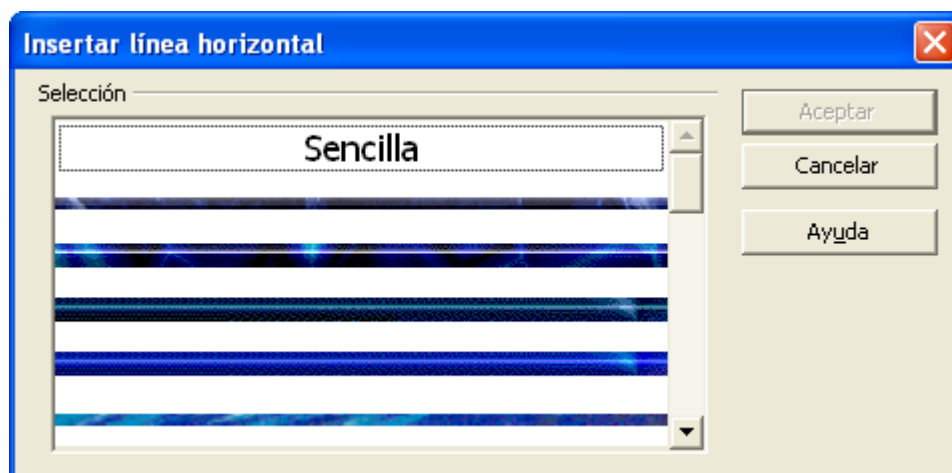 Insertar línea horizontal
Selección
Sencilla
Aceptar
Cancelar
Ayuda